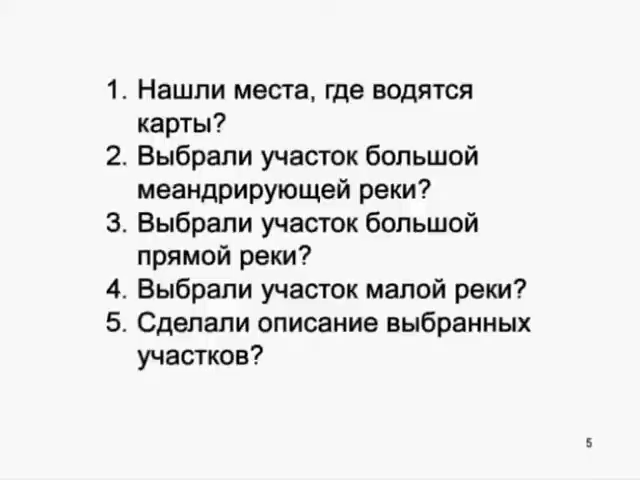 1. Нашли места, где водятся
карты?
2. Выбрали участок большой
меандрирующей реки?
3. Выбрали участок большой
прямой реки?
4. Выбрали участок малой реки?
5. Сделали описание выбранных
участков?
5